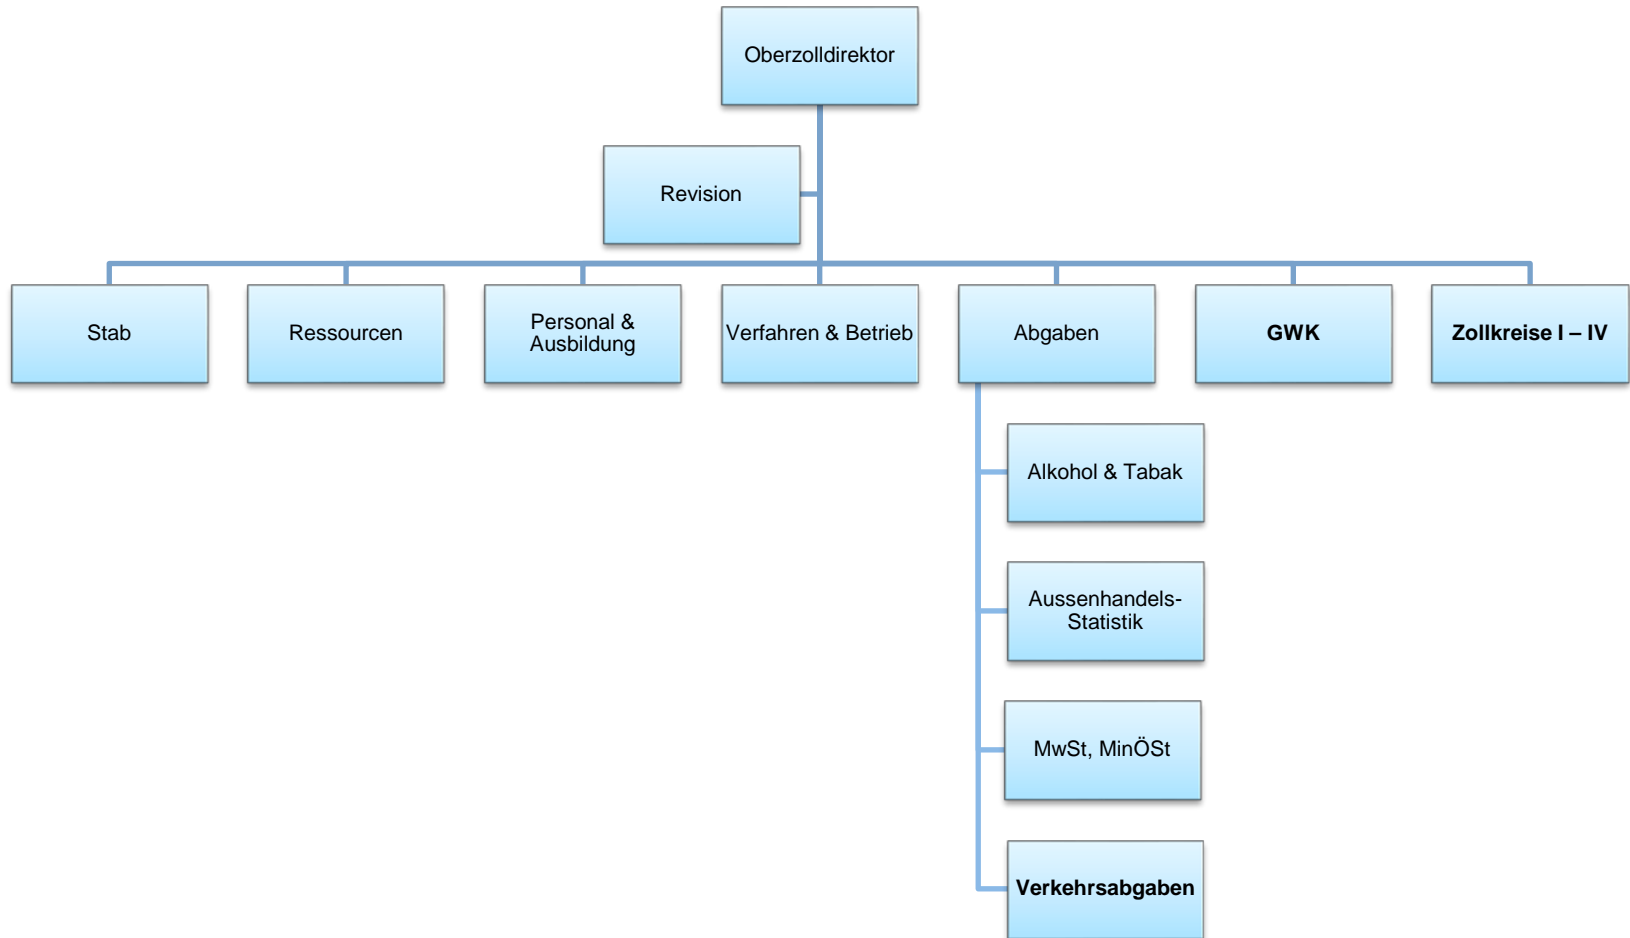 Oberzolldirektor
Revision
Stab
Ressourcen
Personal &
Ausbildung
Verfahren & Betrieb
Abgaben
GWK
Zollkreise I – IV
Alkohol & Tabak
Aussenhandels-
Statistik
MwSt, MinÖSt
Verkehrsabgaben